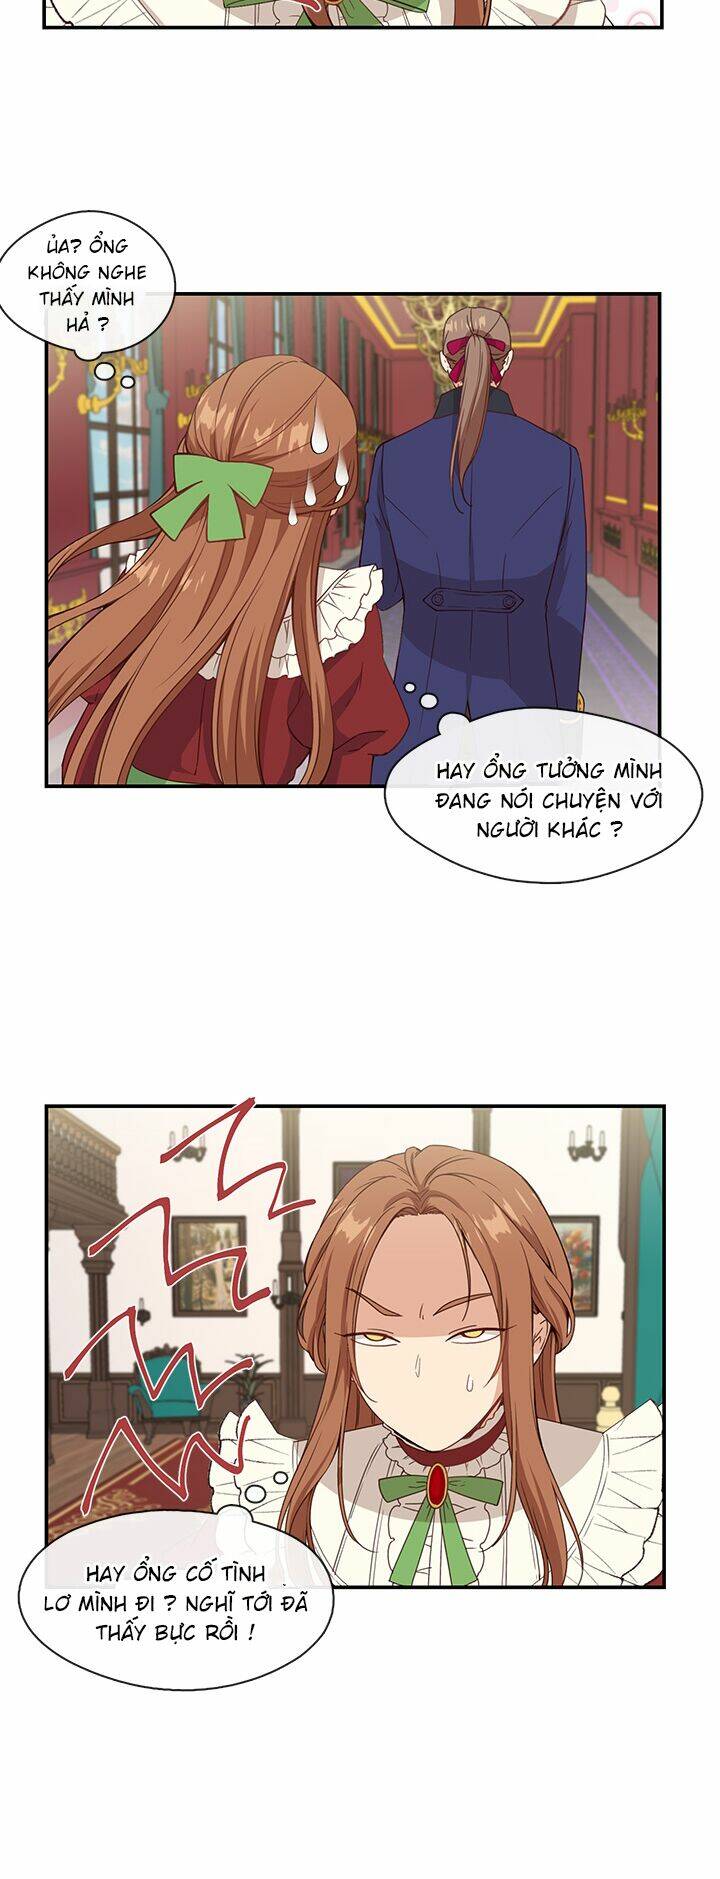 ỦA? ỔNG
KHÔNG NGHE
THẤY MÌNH
HẢ ?
HAY ỔNG TƯỞNG MÌNH
ĐANG NÓI CHUYỆN VỚI
NGƯỜI KHÁC ?
HAY ỔNG CỐ TÌNH
LƠ MÌNH ĐI ? NGHĨ TỚI ĐÃ
THẤY BỰC RỒI !